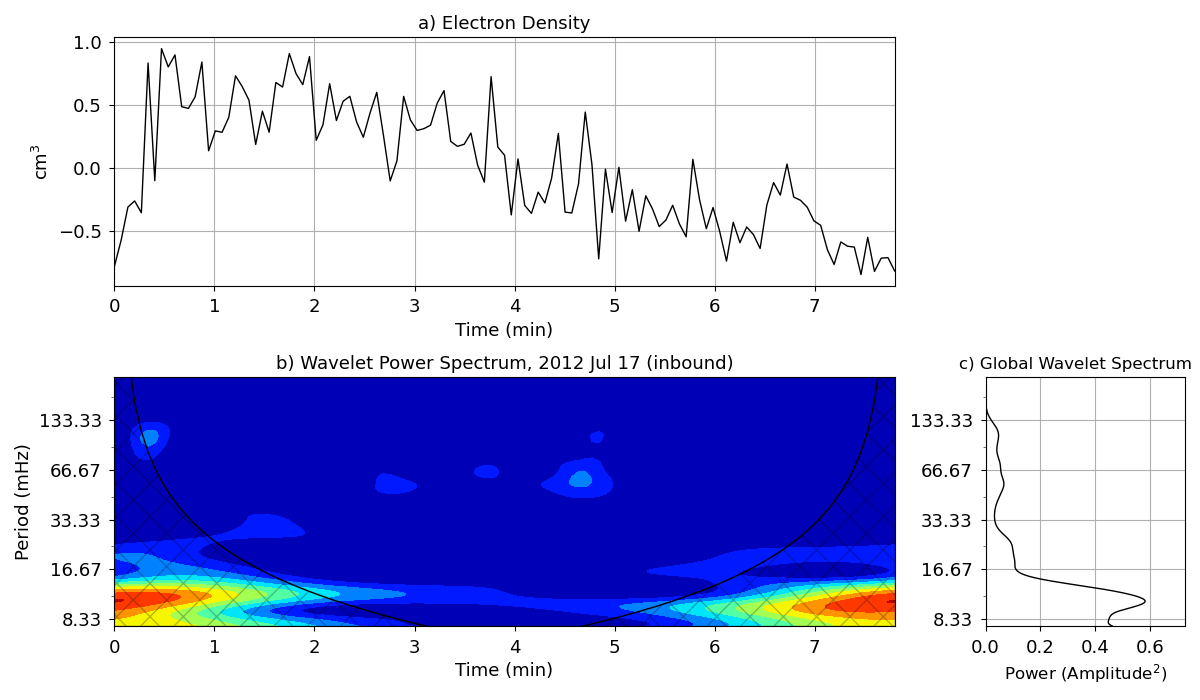 a) Electron Density
1.0
0.5
0.0
−0.5
cm³
0 1 2 3 4 5 6 7
Time (min)
b) Wavelet Power Spectrum, 2012 Jul 17 (inbound)
133.33
66.67
33.33
16.67
8.33
Period (mHz)
0 1 2 3 4 5 6 7
Time (min)
c) Global Wavelet Spectrum
133.33
66.67
33.33
16.67
8.33
0.0 0.2 0.4 0.6
Power (Amplitude²)